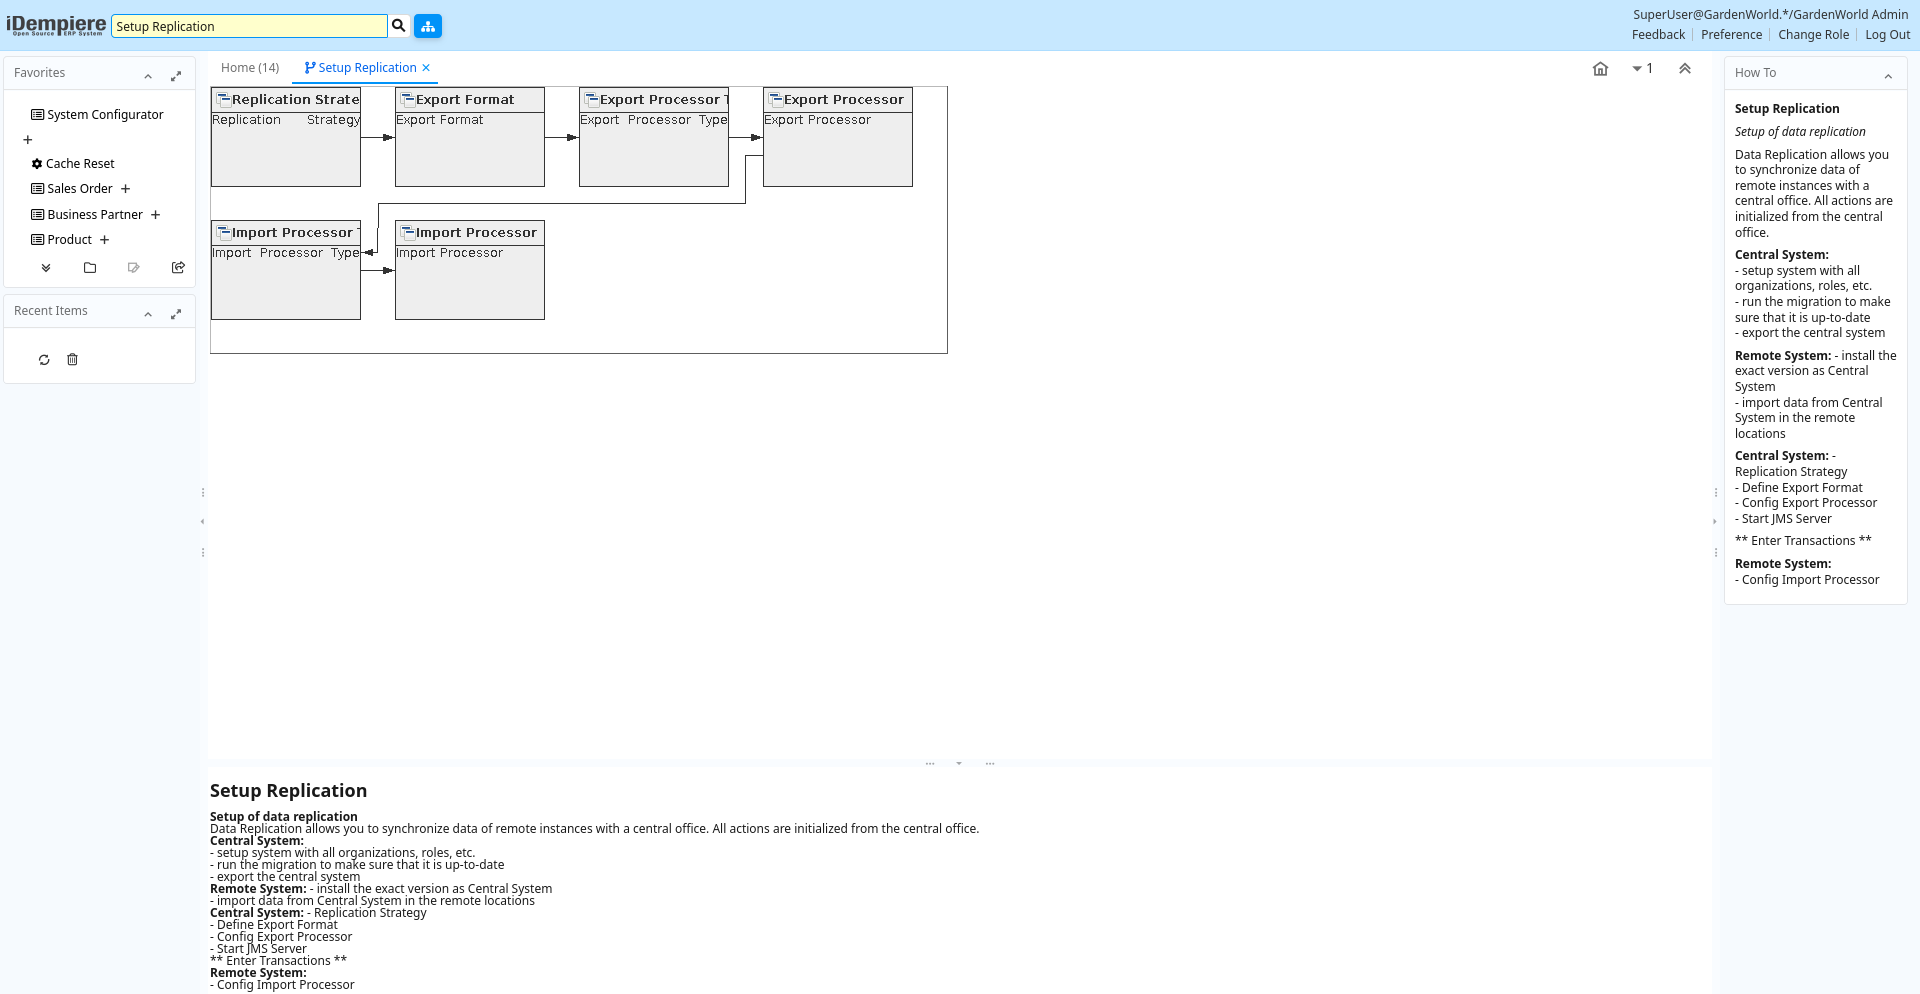 iDempiere
Open Source ERP System
Setup Replication
SuperUser@GardenWorld.*/GardenWorld Admin
Feedback
Preference
Change Role
Log Out
Favorites
System Configurator
Cache Reset
Sales Order
Business Partner
Product
Recent Items
Home (14)
Setup Replication
1
Replication Strate
Replication Strategy
Export Format
Export Format
Export Processor T
Export Processor Type
Export Processor
Export Processor
Import Processor
Import Processor Type
Import Processor
Import Processor
Setup Replication
Setup of data replication
Data Replication allows you to synchronize data of remote instances with a central office. All actions are initialized from the central office.
Central System:
- setup system with all organizations, roles, etc.
- run the migration to make sure that it is up-to-date
- export the central system
Remote System: - install the exact version as Central System
- import data from Central System in the remote locations
Central System: - Replication Strategy
- Define Export Format
- Config Export Processor
- Start JMS Server
** Enter Transactions **
Remote System:
- Config Import Processor
How To
Setup Replication
Setup of data replication
Data Replication allows you
to synchronize data of
remote instances with a
central office. All actions are
initialized from the central
office.
Central System:
- setup system with all
organizations, roles, etc.
- run the migration to make
sure that it is up-to-date
- export the central system
Remote System: - install the
exact version as Central
System
- import data from Central
System in the remote
locations
Central System: -
Replication Strategy
- Define Export Format
- Config Export Processor
- Start JMS Server
** Enter Transactions **
Remote System:
- Config Import Processor